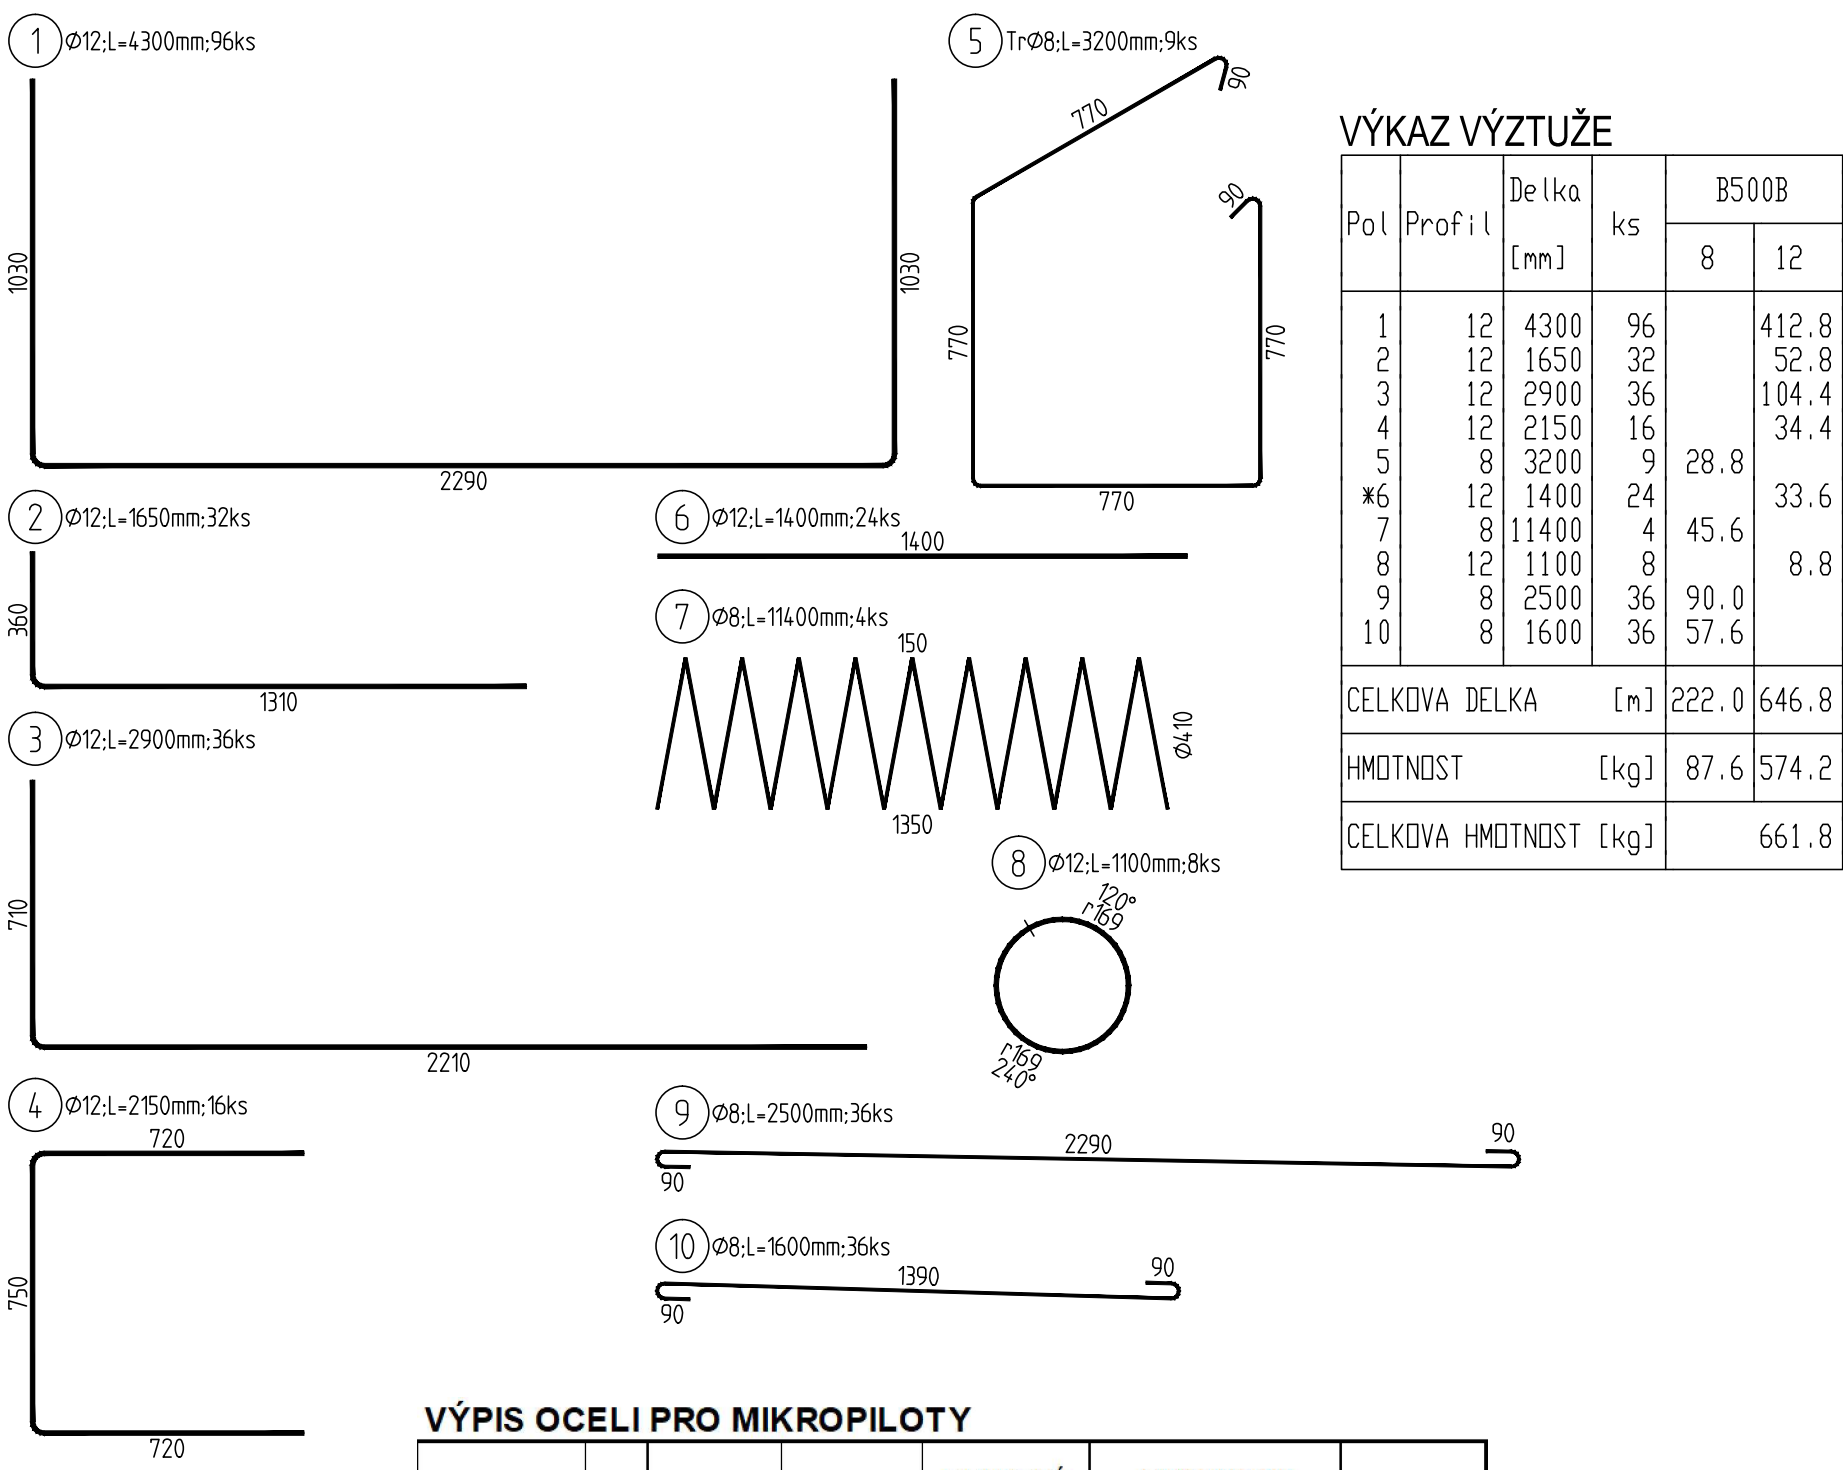 1 Ø12;L=4300mm;96ks
1030
1030
2290
2 Ø12;L=1650mm;32ks
360
1310
3 Ø12;L=2900mm;36ks
710
2210
4 Ø12;L=2150mm;16ks
720
750
720
5 TrØ8;L=3200mm;9ks
90
770
90
770
770
770
6 Ø12;L=1400mm;24ks
1400
7 Ø8;L=11400mm;4ks
150
Ø410
1350
8 Ø12;L=1100mm;8ks
120°
r169
r169
240°
9 Ø8;L=2500mm;36ks
2290
90
90
10 Ø8;L=1600mm;36ks
1390
90
90
VÝKAZ VÝZTUŽE
Pol Profil Delka [mm] ks B500B
8 12
1 12 4300 96 412.8
2 12 1650 32 52.8
3 12 2900 36 104.4
4 12 2150 16 34.4
5 8 3200 9 28.8
*6 12 1400 24 33.6
7 8 11400 4 45.6
8 12 1100 8 8.8
9 8 2500 36 90.0
10 8 1600 36 57.6
CELKOVA DELKA [m] 222.0 646.8
HMOTNOST [kg] 87.6 574.2
CELKOVA HMOTNOST [kg] 661.8
VÝPIS OCELI PRO MIKROPILOTY